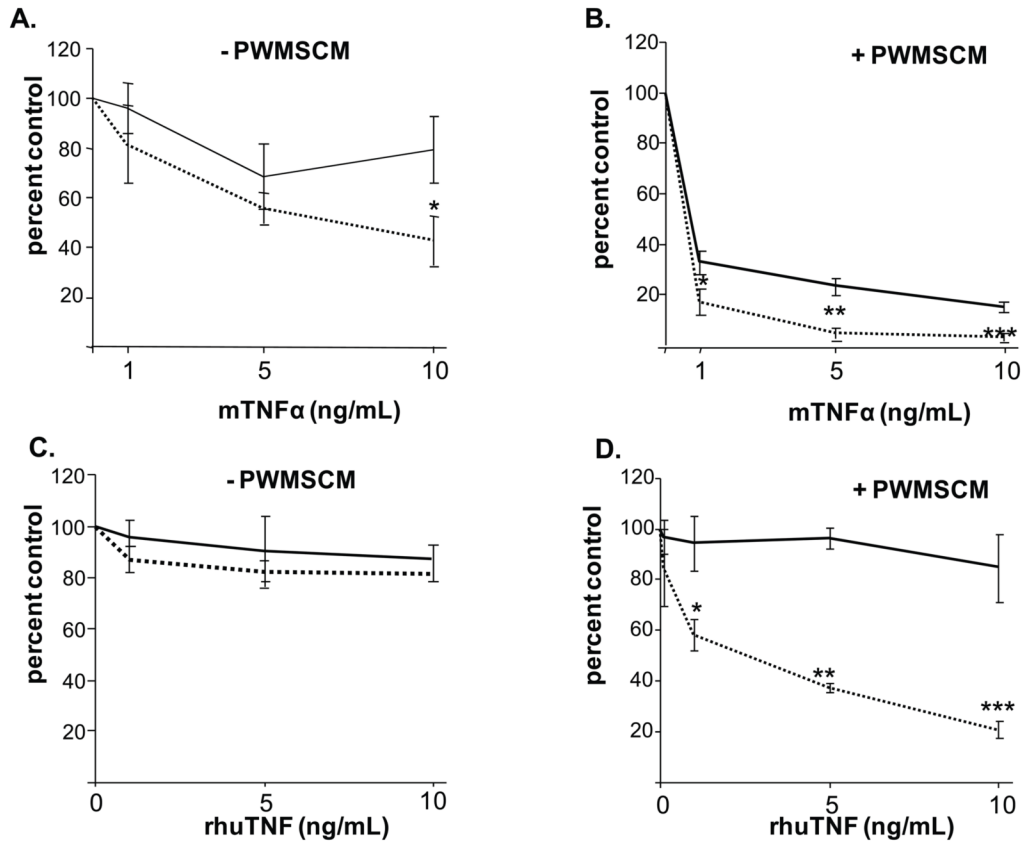 A.
- PWMSCM
percent control
120
100
80
60
40
20
*
1
5
10
mTNFα (ng/mL)
B.
+ PWMSCM
percent control
120
100
80
60
40
20
*
**
***
1
5
10
mTNFα (ng/mL)
C.
- PWMSCM
percent control
120
100
80
60
40
20
0
5
10
rhuTNF (ng/mL)
D.
+ PWMSCM
percent control
120
100
80
60
40
20
*
**
***
0
5
10
rhuTNF (ng/mL)